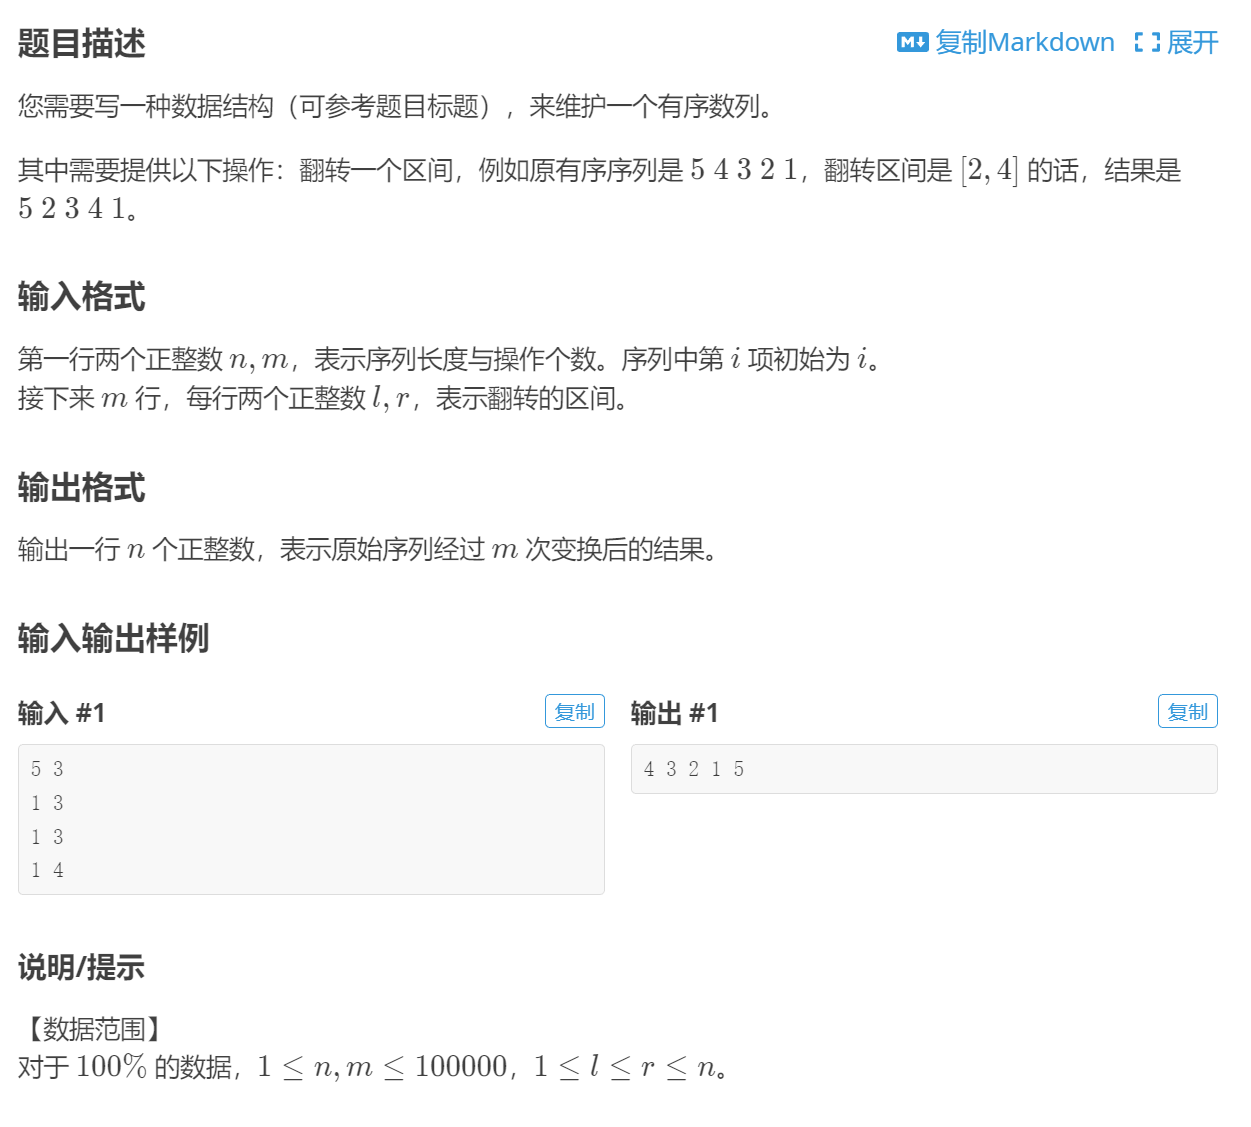 题目描述
复制Markdown 展开
您需要写一种数据结构（可参考题目标题），来维护一个有序数列。
其中需要提供以下操作：翻转一个区间，例如原有序序列是 5 4 3 2 1，翻转区间是 [2, 4] 的话，结果是
5 2 3 4 1。
输入格式
第一行两个正整数 n, m，表示序列长度与操作个数。序列中第 i 项初始为 i。
接下来 m 行，每行两个正整数 l, r，表示翻转的区间。
输出格式
输出一行 n 个正整数，表示原始序列经过 m 次变换后的结果。
输入输出样例
输入 #1
复制
5 3
1 3
1 3
1 4
输出 #1
复制
4 3 2 1 5
说明/提示
【数据范围】
对于 100% 的数据，1 ≤ n, m ≤ 100000，1 ≤ l ≤ r ≤ n。